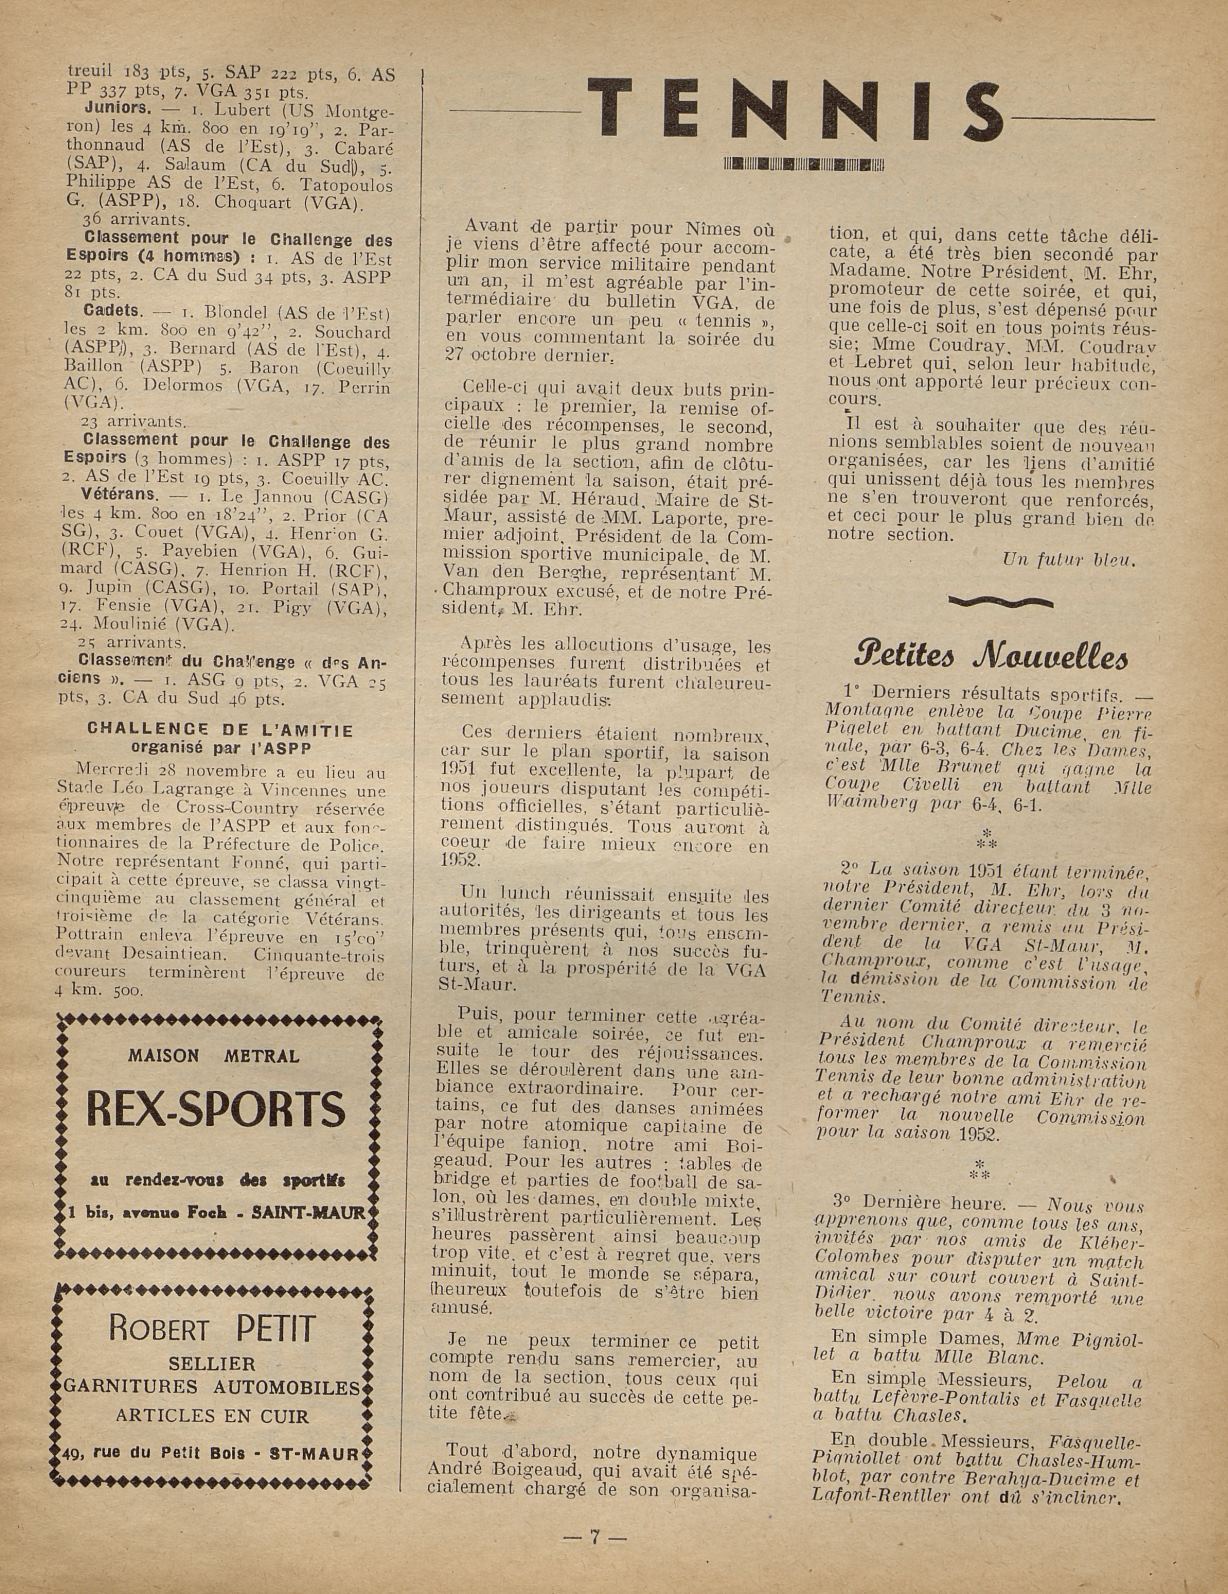 treuil 183 pts, 5. SAP 222 pts, 6. AS
PP 337 pts, 7. VGA 351 pts.
Juniors. — 1. Lubert (US Montge-
ron) les 4 km. 800 en 19'19", 2. Par-
thonnaud (AS de l'Est), 3. Cabaré
(SAP), 4. Salaum (CA du Sud), 5.
Philippe AS de l'Est, 6. Tatopoulos
G. (ASPP), 18. Choquart (VGA).
36 arrivants.
Classement pour le Challenge des
Espoirs (4 hommes) : 1. AS de l'Est
22 pts, 2. CA du Sud 34 pts, 3. ASPP
81 pts.
Cadets. — 1. Blondel (AS de l'Est)
les 2 km. 800 en 9'42", 2. Souchard
(ASPP), 3. Bernard (AS de l'Est), 4.
Baillon (ASPP) 5. Baron (Coeuilly
AC), 6. Delormos (VGA, 17. Perrin
(VGA).
23 arrivants.
Classement pour le Challenge des
Espoirs (3 hommes) : 1. ASPP 17 pts,
2. AS de l'Est 19 pts, 3. Coeuilly AC.
Vétérans. — 1. Le Jannou (CASG)
les 4 km. 800 en 18'24", 2. Prior (CA
SG), 3. Couet (VGA), 4. Henrion G.
(RCF), 5. Payebien (VGA), 6. Gui-
mard (CASG), 7. Henrion H. (RCF),
9. Jupin (CASG), 10. Portail (SAP),
17. Fensie (VGA), 21. Pigy (VGA),
24. Moulinié (VGA).
25 arrivants.
Classement du Challenge « des An-
ciens ». — 1. ASG 9 pts, 2. VGA 25
pts, 3. CA du Sud 46 pts.
CHALLENGE DE L'AMITIE
organisé par l'ASPP
Mercredi 28 novembre a eu lieu au
Stade Léo Lagrange à Vincennes une
épreuve de Cross-Country réservée
aux membres de l'ASPP et aux fonc-
tionnaires de la Préfecture de Police.
Notre représentant Fonné, qui parti-
cipait à cette épreuve, se classa vingt-
cinquième au classement général et
troisième de la catégorie Vétérans.
Pottrain enleva l'épreuve en 15'09"
devant Desaintjean. Cinquante-trois
coureurs terminèrent l'épreuve de
4 km. 500.
MAISON METRAL
REX-SPORTS
au rendez-vous des sportifs
1 bis, avenue Foch - SAINT-MAUR
ROBERT PETIT
SELLIER
GARNITURES AUTOMOBILES
ARTICLES EN CUIR
49, rue du Petit Bois - ST-MAUR
TENNIS
Avant de partir pour Nîmes où
je viens d'être affecté pour accom-
plir mon service militaire pendant
un an, il m'est agréable par l'in-
termédiaire du bulletin VGA, de
parler encore un peu « tennis »,
en vous commentant la soirée du
27 octobre dernier.
Celle-ci qui avait deux buts prin-
cipaux : le premier, la remise of-
cielle des récompenses, le second,
de réunir le plus grand nombre
d'amis de la section, afin de clôtu-
rer dignement la saison, était pré-
sidée par M. Héraud, Maire de St-
Maur, assisté de MM. Laporte, pre-
mier adjoint, Président de la Com-
mission sportive municipale, de M.
Van den Berghe, représentant M.
Champroux excusé, et de notre Pré-
sident, M. Ehr.
Après les allocutions d'usage, les
récompenses furent distribuées et
tous les lauréats furent chaleureu-
sement applaudis.
Ces derniers étaient nombreux,
car sur le plan sportif, la saison
1951 fut excellente, la plupart de
nos joueurs disputant les compéti-
tions officielles, s'étant particuliè-
rement distingués. Tous auront à
coeur de faire mieux encore en
1952.
Un lunch réunissait ensuite les
autorités, les dirigeants et tous les
membres présents qui, tous ensem-
ble, trinquèrent à nos succès fu-
turs, et à la prospérité de la VGA
St-Maur.
Puis, pour terminer cette agréa-
ble et amicale soirée, ce fut en-
suite le tour des réjouissances.
Elles se déroulèrent dans une am-
biance extraordinaire. Pour cer-
tains, ce fut des danses animées
par notre atomique capitaine de
l'équipe fanion, notre ami Boi-
geaud. Pour les autres : tables de
bridge et parties de football de sa-
lon, où les dames, en double mixte,
s'illustrèrent particulièrement. Les
heures passèrent ainsi beaucoup
trop vite, et c'est à regret que, vers
minuit, tout le monde se sépara,
heureux toutefois de s'être bien
amusé.
Je ne peux terminer ce petit
compte rendu sans remercier, au
nom de la section, tous ceux qui
ont contribué au succès de cette pe-
tite fête.
Tout d'abord, notre dynamique
André Boigeaud, qui avait été spé-
cialement chargé de son organisa-
tion, et qui, dans cette tâche déli-
cate, a été très bien secondé par
Madame. Notre Président, M. Ehr,
promoteur de cette soirée, et qui,
une fois de plus, s'est dépensé pour
que celle-ci soit en tous points réus-
sie; Mme Coudray, MM. Coudray
et Lebret qui, selon leur habitude,
nous ont apporté leur précieux con-
cours.
Il est à souhaiter que des réu-
nions semblables soient de nouveau
organisées, car les liens d'amitié
qui unissent déjà tous les membres
ne s'en trouveront que renforcés,
et ceci pour le plus grand bien de
notre section.
Un futur bleu.
Petites Nouvelles
1° Derniers résultats sportifs. —
Montagne enlève la Coupe Pierre
Pigelet en battant Ducime, en fi-
nale, par 6-3, 6-4. Chez les Dames,
c'est Mlle Brunet qui gagne la
Coupe Civelli en battant Mlle
Waimberg par 6-4, 6-1.
*
**
2° La saison 1951 étant terminée,
notre Président, M. Ehr, lors du
dernier Comité directeur du 3 no-
vembre dernier, a remis au Prési-
dent de la VGA St-Maur, M.
Champroux, comme c'est l'usage,
la démission de la Commission de
Tennis.
Au nom du Comité directeur, le
Président Champroux a remercié
tous les membres de la Commission
Tennis de leur bonne administration
et a rechargé notre ami Ehr de re-
former la nouvelle Commission
pour la saison 1952.
*
**
3° Dernière heure. — Nous vous
apprenons que, comme tous les ans,
invités par nos amis de Kléber-
Colombes pour disputer un match
amical sur court couvert à Saint-
Didier, nous avons remporté une
belle victoire par 4 à 2.
En simple Dames, Mme Pigniol-
let a battu Mlle Blanc.
En simple Messieurs, Pelou a
battu Lefèvre-Pontalis et Fasquelle
a battu Chasles.
En double Messieurs, Fasquelle-
Pigniollet ont battu Chasles-Hum-
blot, par contre Berahya-Ducime et
Lafont-Rentller ont dû s'incliner.
— 7 —